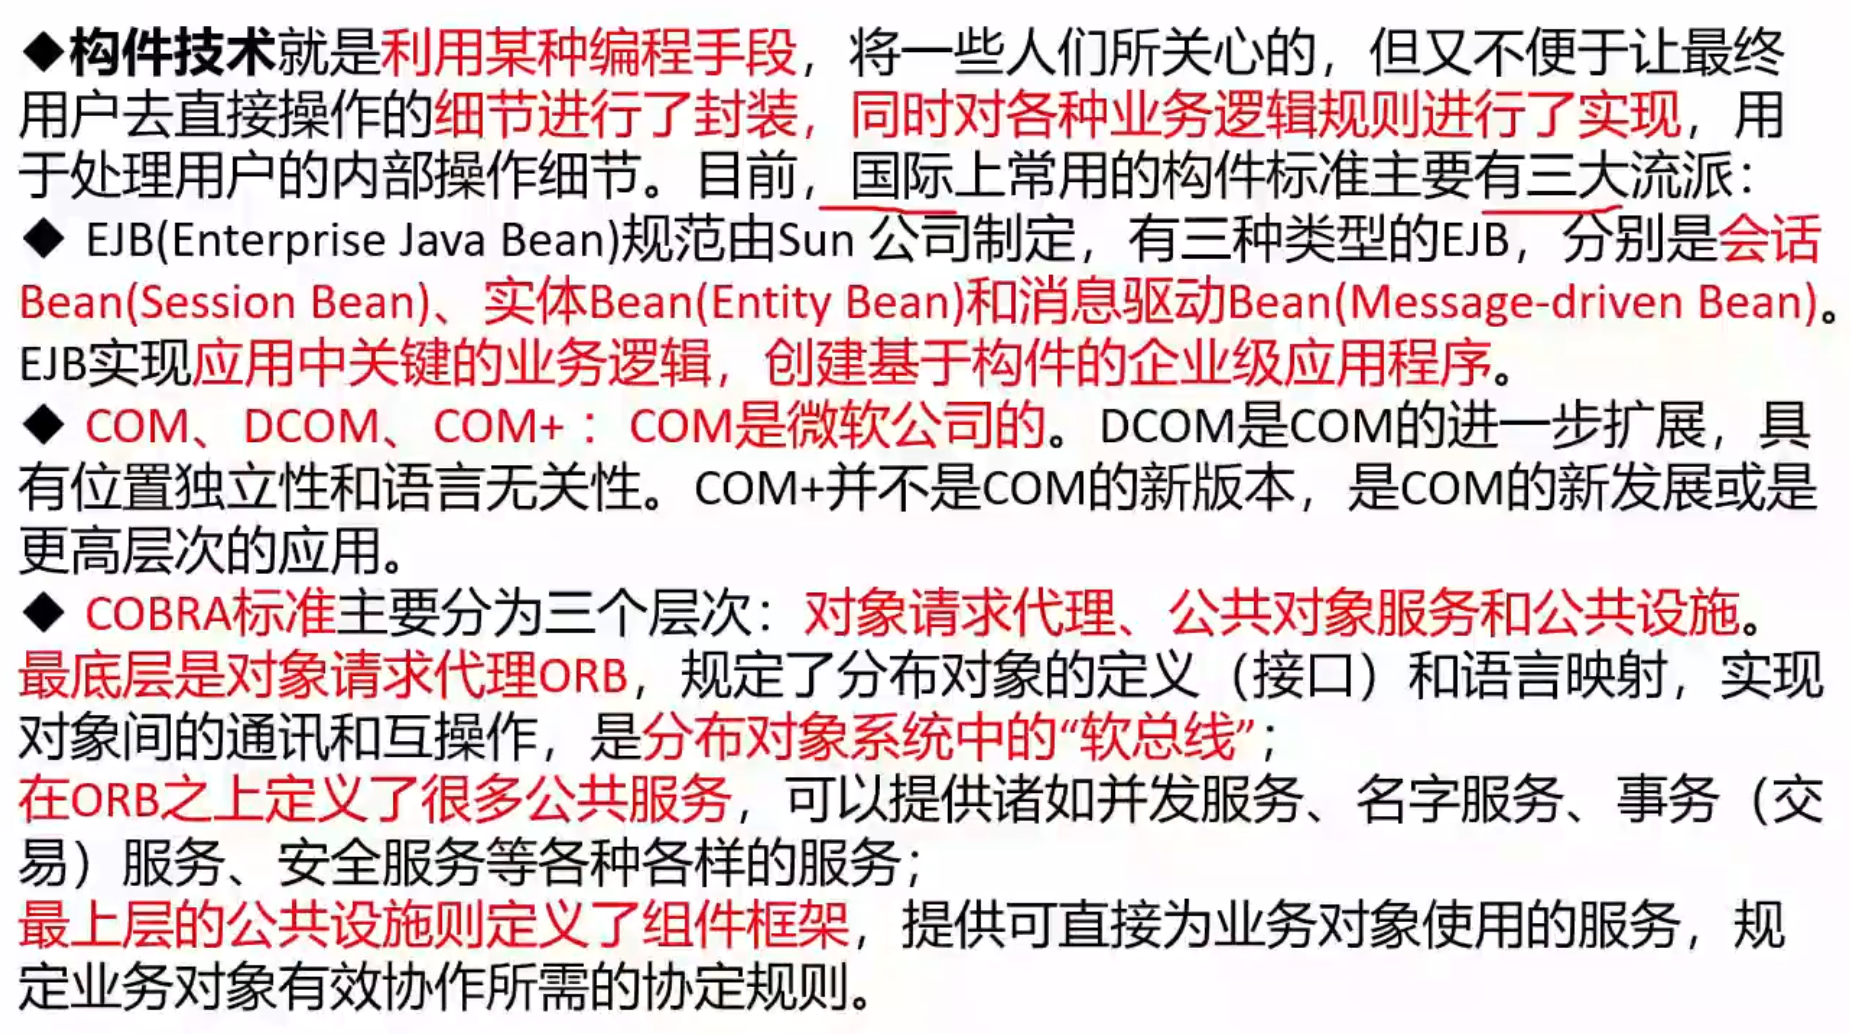 ◆构件技术就是利用某种编程手段，将一些人们所关心的，但又不便于让最终
用户去直接操作的细节进行了封装，同时对各种业务逻辑规则进行了实现，用
于处理用户的内部操作细节。目前，国际上常用的构件标准主要有三大流派：
◆ EJB(Enterprise Java Bean)规范由Sun 公司制定，有三种类型的EJB，分别是会话
Bean(Session Bean)、实体Bean(Entity Bean)和消息驱动Bean(Message-driven Bean)。
EJB实现应用中关键的业务逻辑，创建基于构件的企业级应用程序。
◆ COM、DCOM、COM+：COM是微软公司的。DCOM是COM的进一步扩展，具
有位置独立性和语言无关性。COM+并不是COM的新版本，是COM的新发展或是
更高层次的应用。
◆ COBRA标准主要分为三个层次：对象请求代理、公共对象服务和公共设施。
最底层是对象请求代理ORB，规定了分布对象的定义（接口）和语言映射，实现
对象间的通讯和互操作，是分布对象系统中的“软总线”；
在ORB之上定义了很多公共服务，可以提供诸如并发服务、名字服务、事务（交
易）服务、安全服务等各种各样的服务；
最上层的公共设施则定义了组件框架，提供可直接为业务对象使用的服务，规
定业务对象有效协作所需的协定规则。